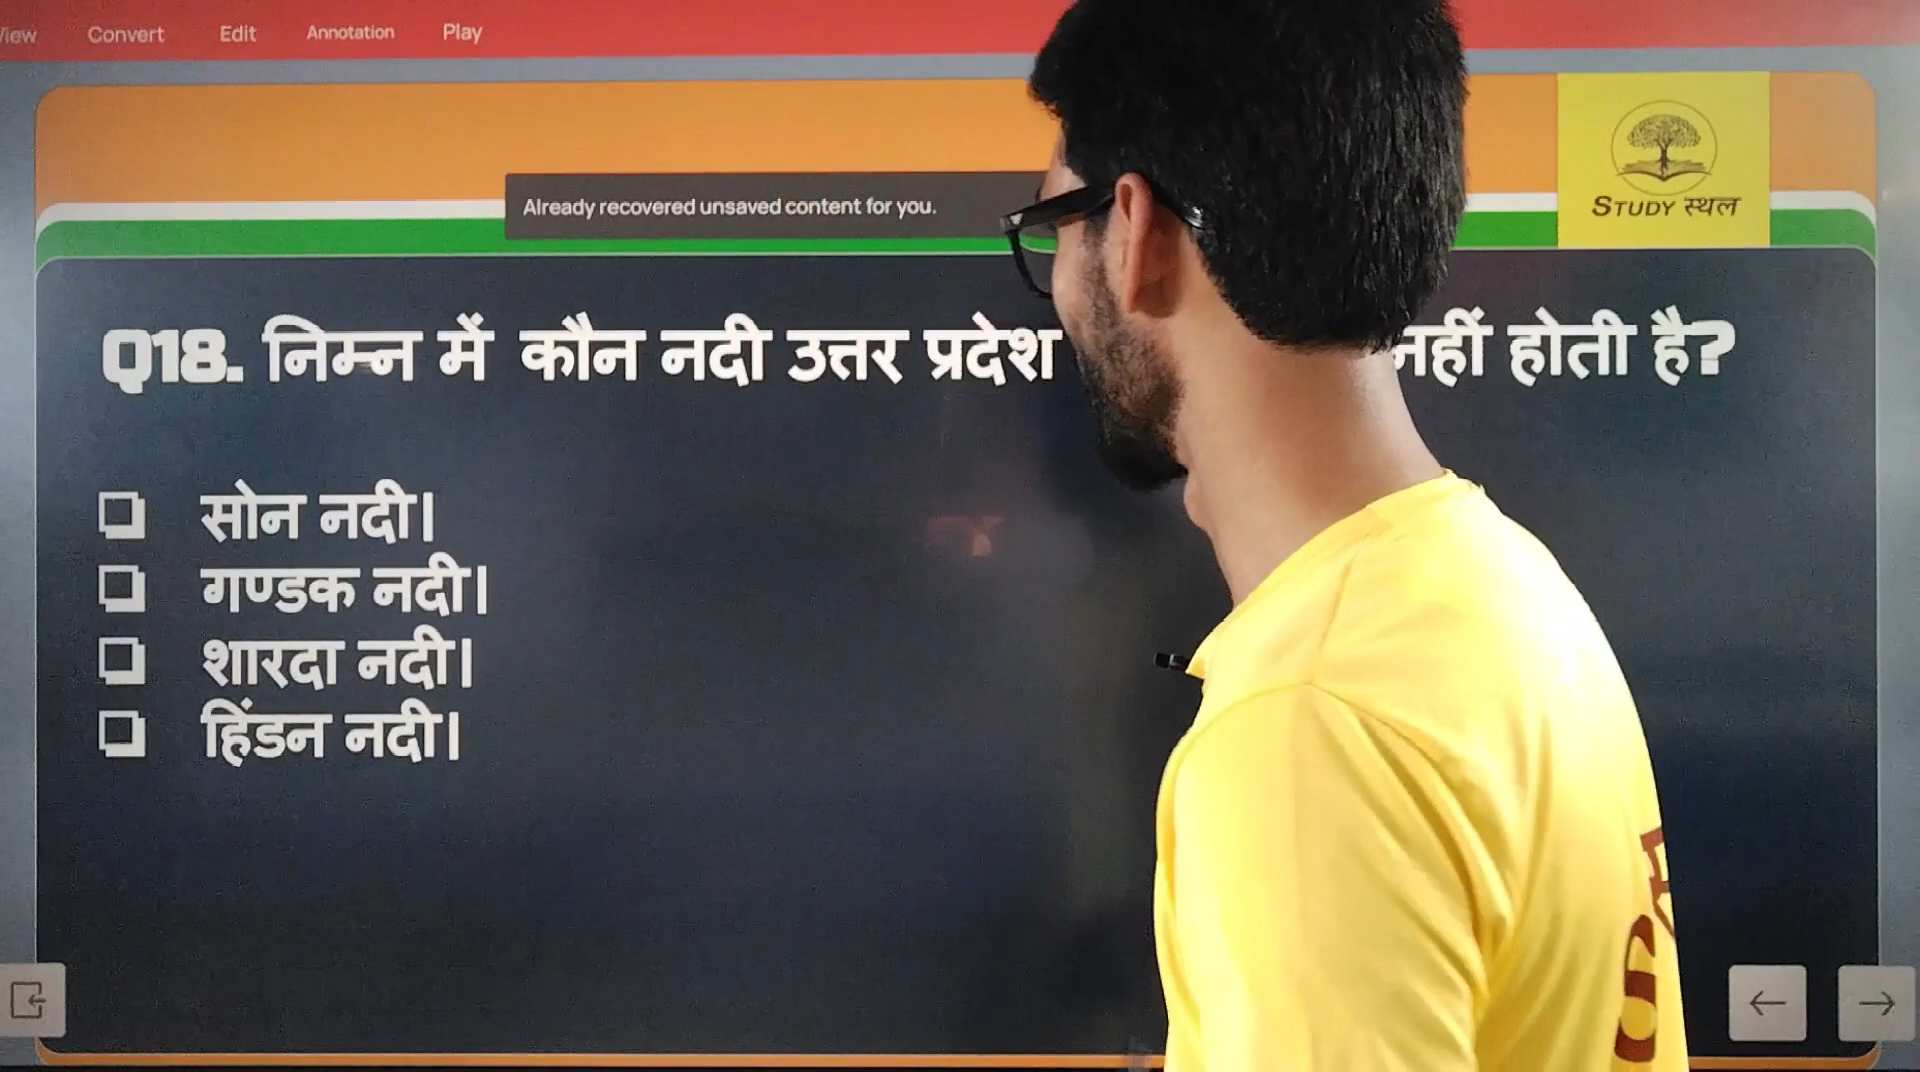 View Convert Edit Annotation Play
Already recovered unsaved content for you.
STUDY स्थल
Q18. निम्न में कौन नदी उत्तर प्रदेश नहीं होती है?
सोन नदी।
गण्डक नदी।
शारदा नदी।
हिंडन नदी।